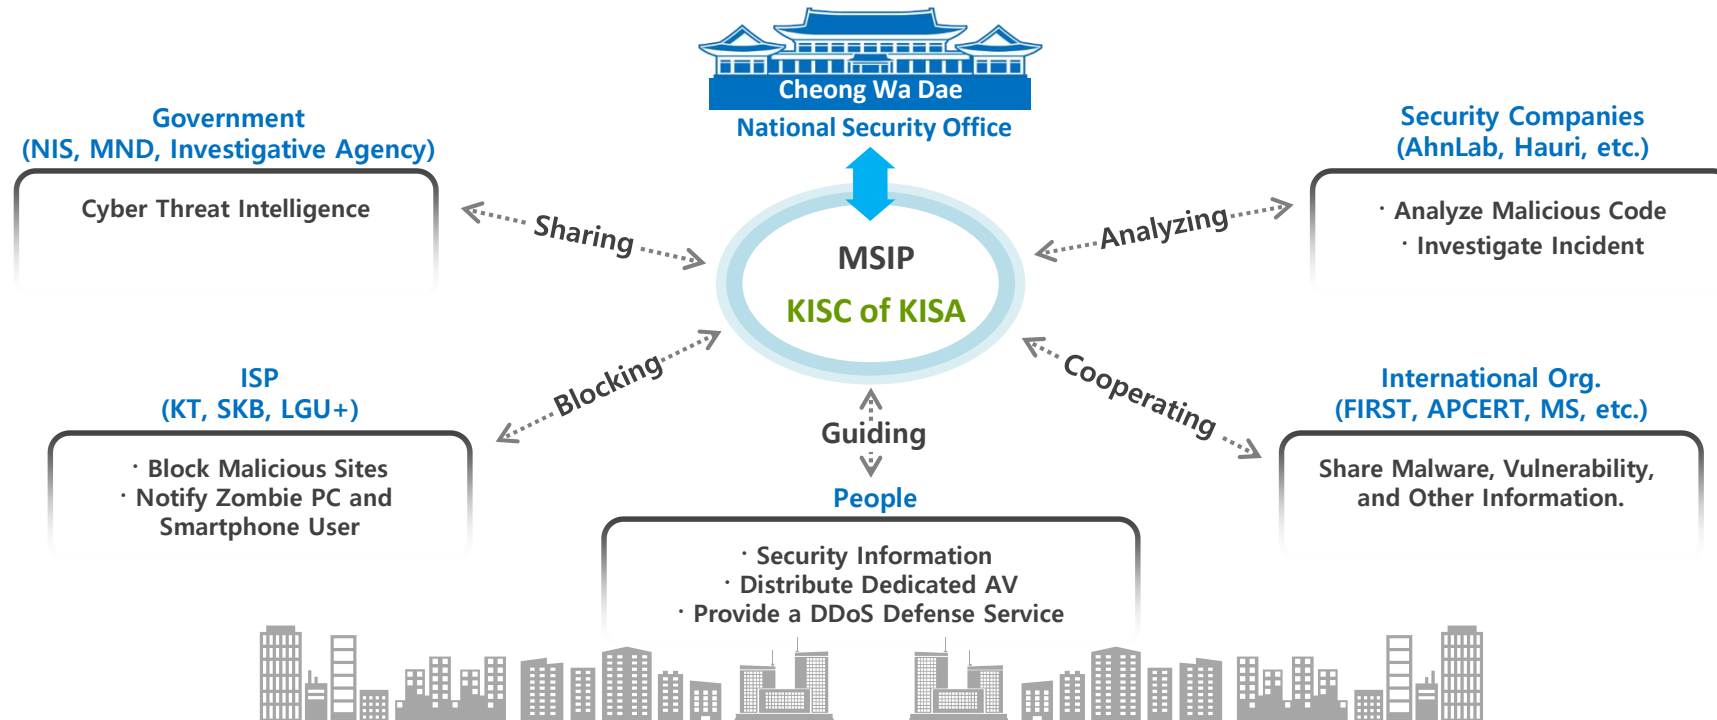 Cheong Wa Dae
National Security Office
Government
(NIS, MND, Investigative Agency)
Cyber Threat Intelligence
Sharing
Security Companies
(AhnLab, Hauri, etc.)
· Analyze Malicious Code
· Investigate Incident
Analyzing
MSIP
KISC of KISA
ISP
(KT, SKB, LGU+)
· Block Malicious Sites
· Notify Zombie PC and
Smartphone User
Blocking
Guiding
People
· Security Information
· Distribute Dedicated AV
· Provide a DDoS Defense Service
Cooperating
International Org.
(FIRST, APCERT, MS, etc.)
Share Malware, Vulnerability,
and Other Information.